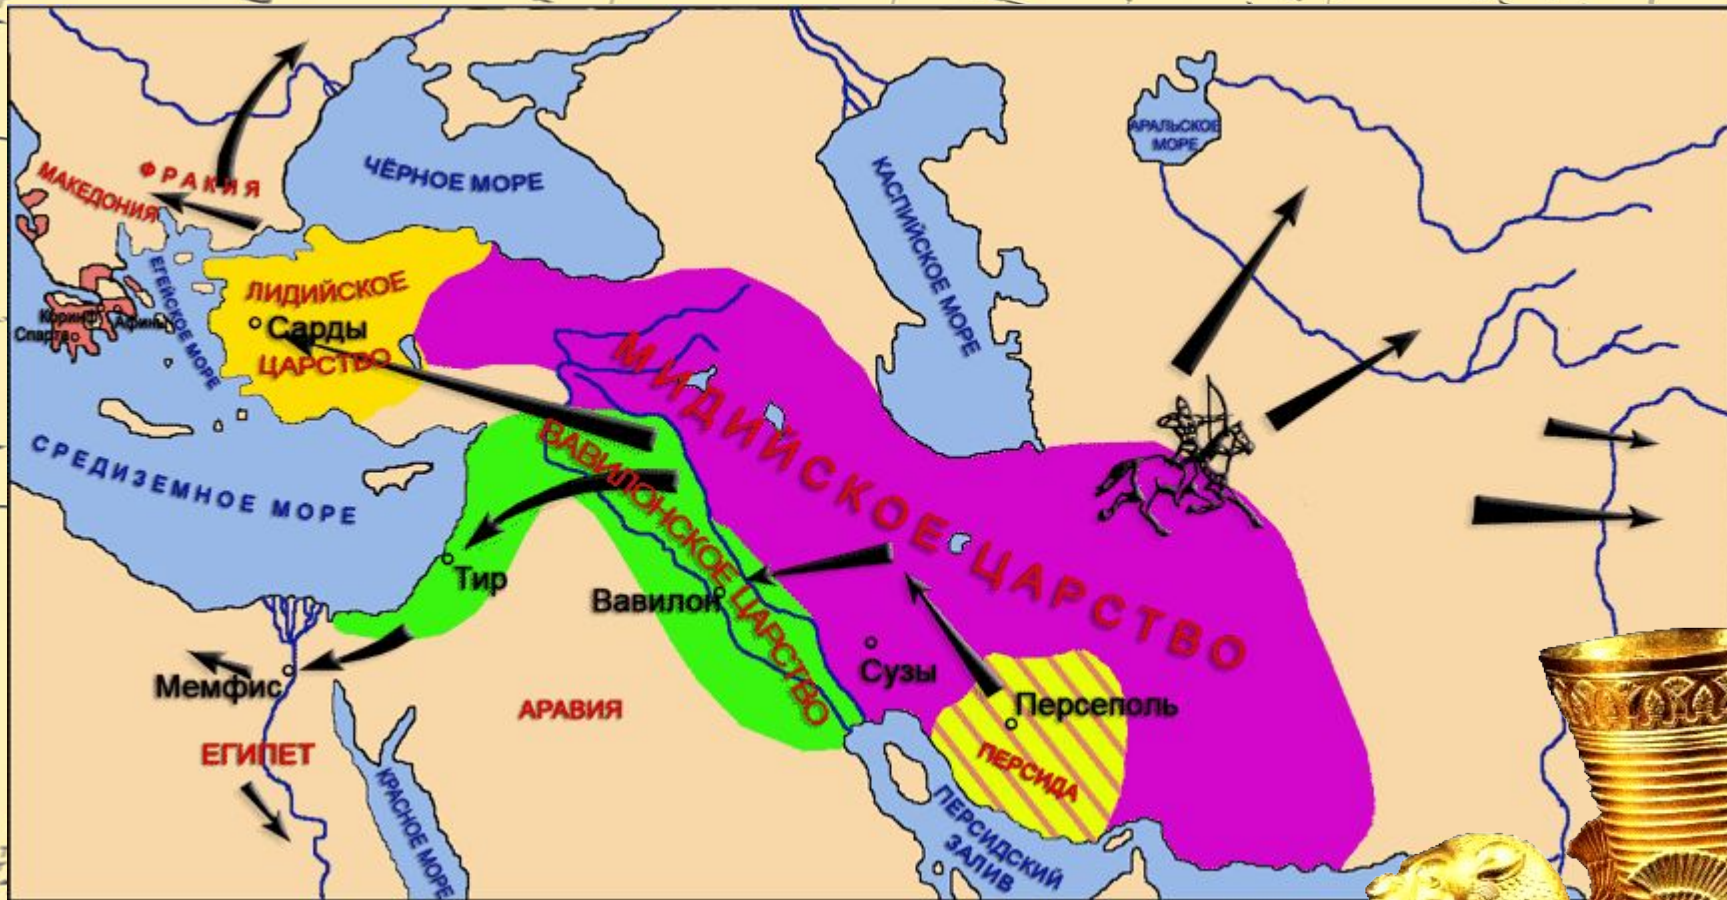 ЧЁРНОЕ МОРЕ
КАСПИЙСКОЕ МОРЕ
АРАЛЬСКОЕ
МОРЕ
ФРАКИЯ
МАКЕДОНИЯ
ЕГЕЙСКОЕ МОРЕ
ЛИДИЙСКОЕ
Сарды
ЦАРСТВО
Коринф
Афины
Спарта
СРЕДИЗЕМНОЕ МОРЕ
МИДИЙСКОЕ ЦАРСТВО
ВАВИЛОНСКОЕ ЦАРСТВО
Тир
Вавилон
Сузы
Мемфис
ЕГИПЕТ
АРАВИЯ
КРАСНОЕ МОРЕ
Персеполь
ПЕРСИДА
ПЕРСИДСКИЙ
ЗАЛИВ